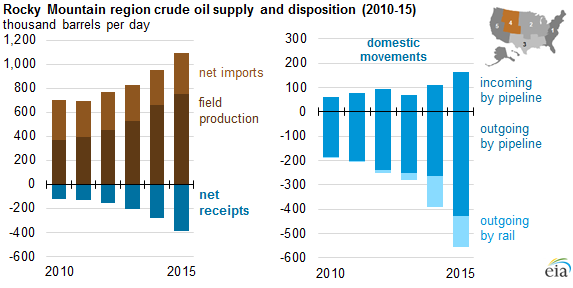 Rocky Mountain region crude oil supply and disposition (2010-15)
thousand barrels per day
1,200
1,000
800
600
400
200
0
-200
-400
-600
2010
2015
net imports
field
production
net
receipts
300
200
100
0
-100
-200
-300
-400
-500
-600
2010
2015
domestic
movements
incoming
by pipeline
outgoing
by pipeline
outgoing
by rail
5
4
2
1
3
eia